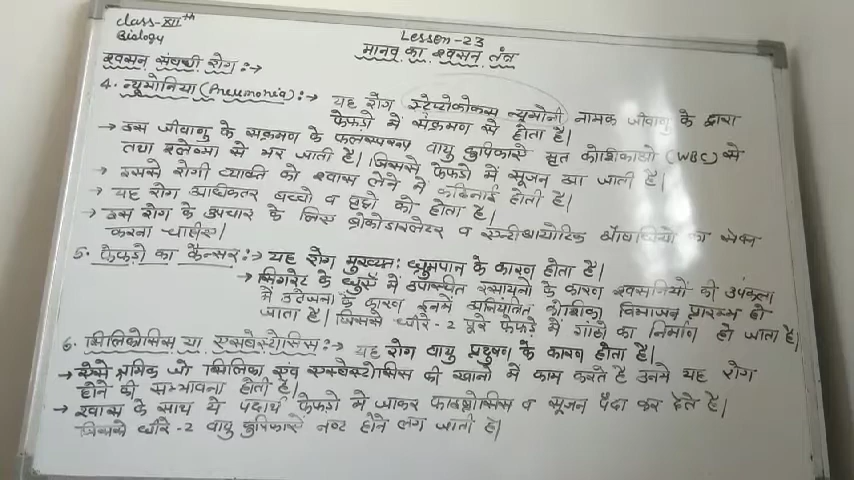 Class-XIIth
Biology
Lesson-23
मानव का श्वसन तंत्र
श्वसन संबंधी रोग :→
4. न्यूमोनिया (Pneumonia) :→ यह रोग स्ट्रेप्टोकोकस न्यूमोनी नामक जीवाणु के द्वारा
फेफड़ो में संक्रमण से होता है।
→ इस जीवाणु के संक्रमण के फलस्वरूप वायु कुपिकाऐ मृत कोशिकाओ (WBC) से
तथा श्लेष्मा से भर जाती है। जिससे फेफड़ो में सूजन आ जाती है।
→ इससे रोगी व्यक्ति को श्वास लेने में कठिनाई होती है।
→ यह रोग अधिकतर बच्चो व वृद्धो को होता है।
→ इस रोग के उपचार के लिए ब्रोकोडायलेटर व एन्टीबायोटिक औषधियो का सेवन
करना चाहीए।
5. फेफड़ो का कैन्सर :→ यह रोग मुख्यतः धुम्रपान के कारण होता है।
→ सिगरेट के धुएँ में उपास्थित रसायनो के कारण श्वसनियो की उपकला
में उत्तेजना के कारण इनमें अनियंत्रित कोशिका विभाजन प्रारम्भ हो
जाता है। जिससे धीरे-2 पुरे फेफड़ो में गांठो का निर्माण हो जाता है।
6. सिलिकोसिस या एस्बेस्टोसिस :→ यह रोग वायु प्रदुषण के कारण होता है।
→ ऐसे श्रमिक जो सिलिका एवं एस्बेस्टोसिस की खानो में काम करते है उनमे यह रोग
होने की सम्भावना होती है।
→ श्वास के साथ ये पदार्थ फेफड़ो में जाकर फाइब्रोसिस व सूजन पैदा कर देते है।
जिससे धीरे-2 वायु कुपिकाऐ नष्ट होने लग जाती है।